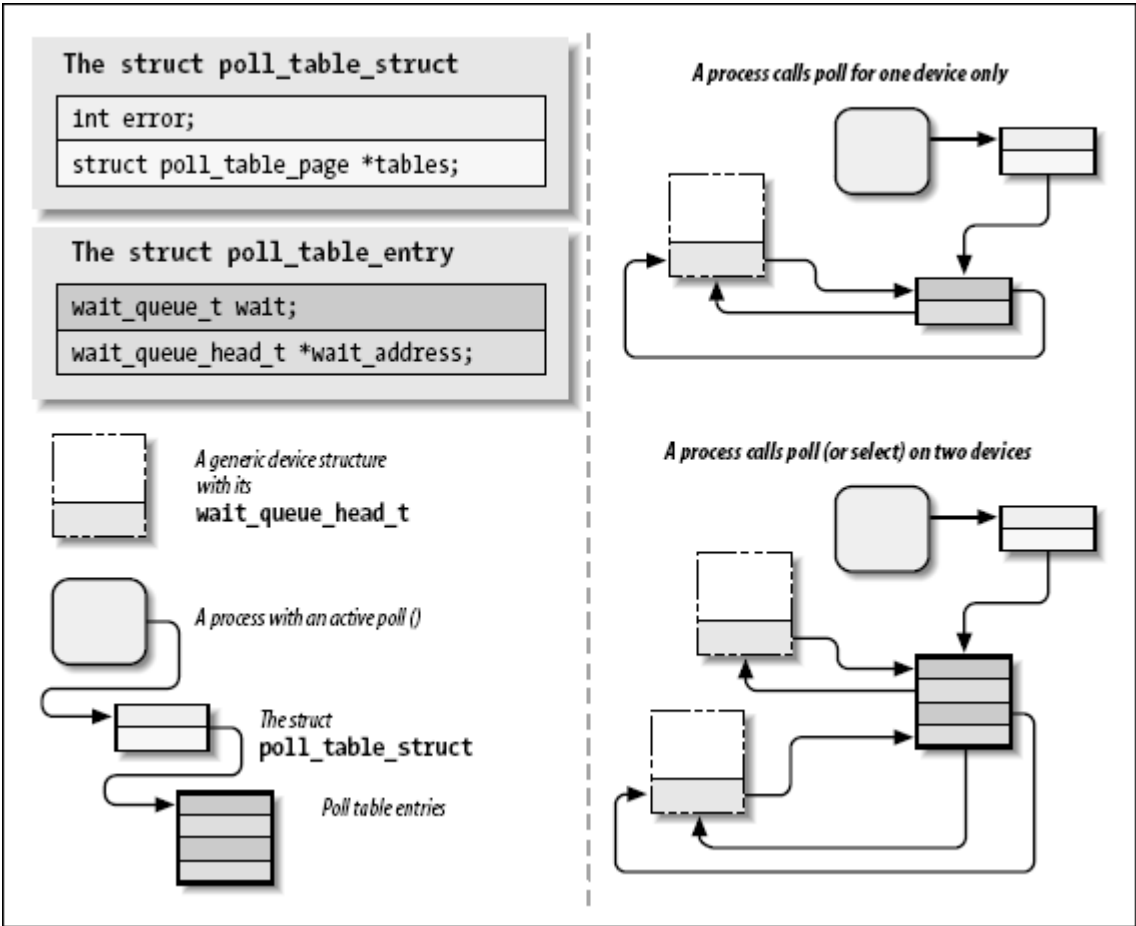 The struct poll_table_struct
int error;
struct poll_table_page *tables;
The struct poll_table_entry
wait_queue_t wait;
wait_queue_head_t *wait_address;
A generic device structure
with its
wait_queue_head_t
A process with an active poll ()
The struct
poll_table_struct
Poll table entries
A process calls poll for one device only
A process calls poll (or select) on two devices